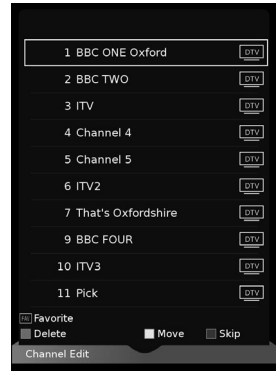 1 BBC ONE Oxford DTV
2 BBC TWO DTV
3 ITV DTV
4 Channel 4 DTV
5 Channel 5 DTV
6 ITV2 DTV
7 That's Oxfordshire DTV
9 BBC FOUR DTV
10 ITV3 DTV
11 Pick DTV
FAV Favorite
Delete Move Skip
Channel Edit